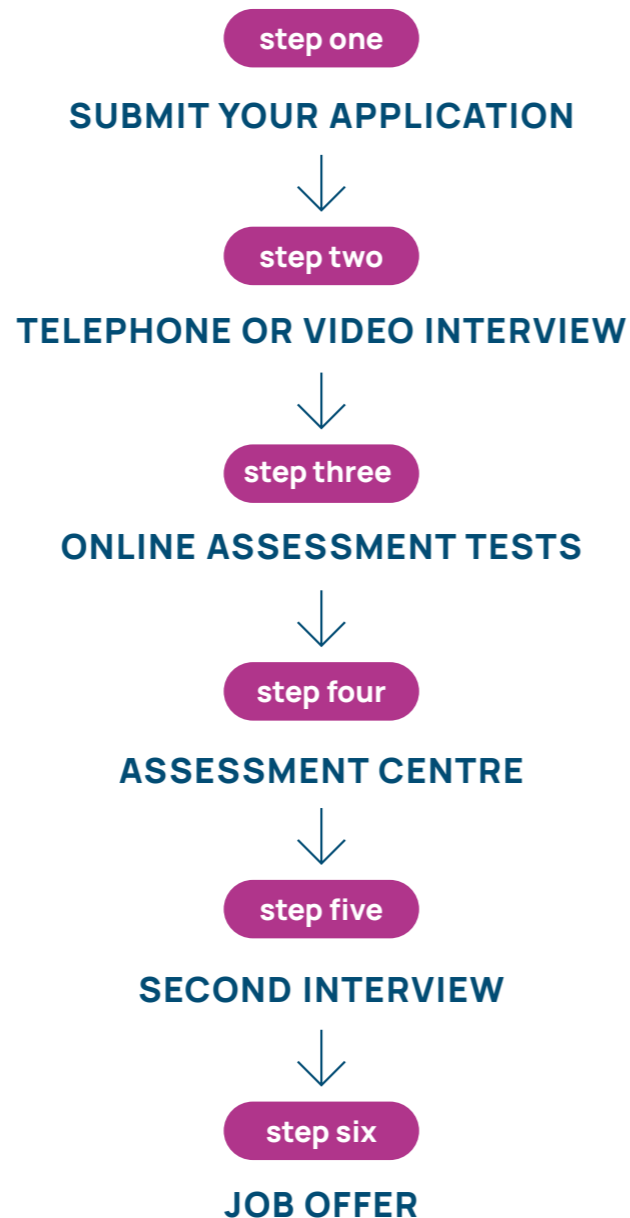 step one
SUBMIT YOUR APPLICATION
step two
TELEPHONE OR VIDEO INTERVIEW
step three
ONLINE ASSESSMENT TESTS
step four
ASSESSMENT CENTRE
step five
SECOND INTERVIEW
step six
JOB OFFER